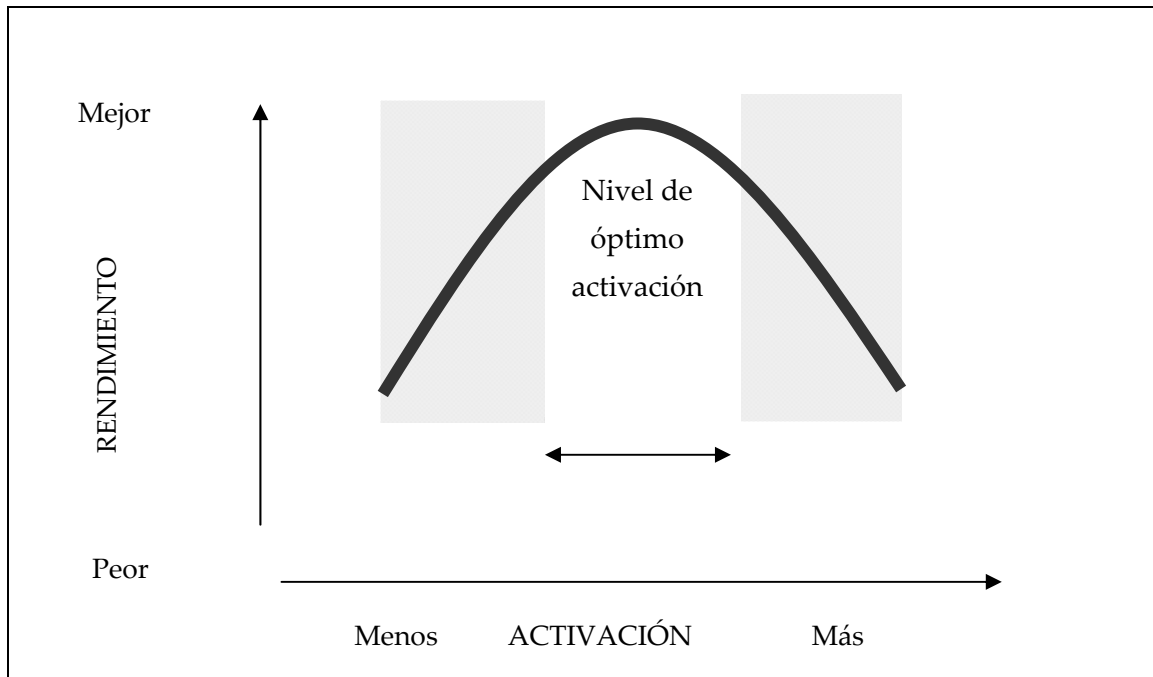 Mejor
Nivel de
óptimo
activación
RENDIMIENTO
Peor
Menos ACTIVACIÓN Más